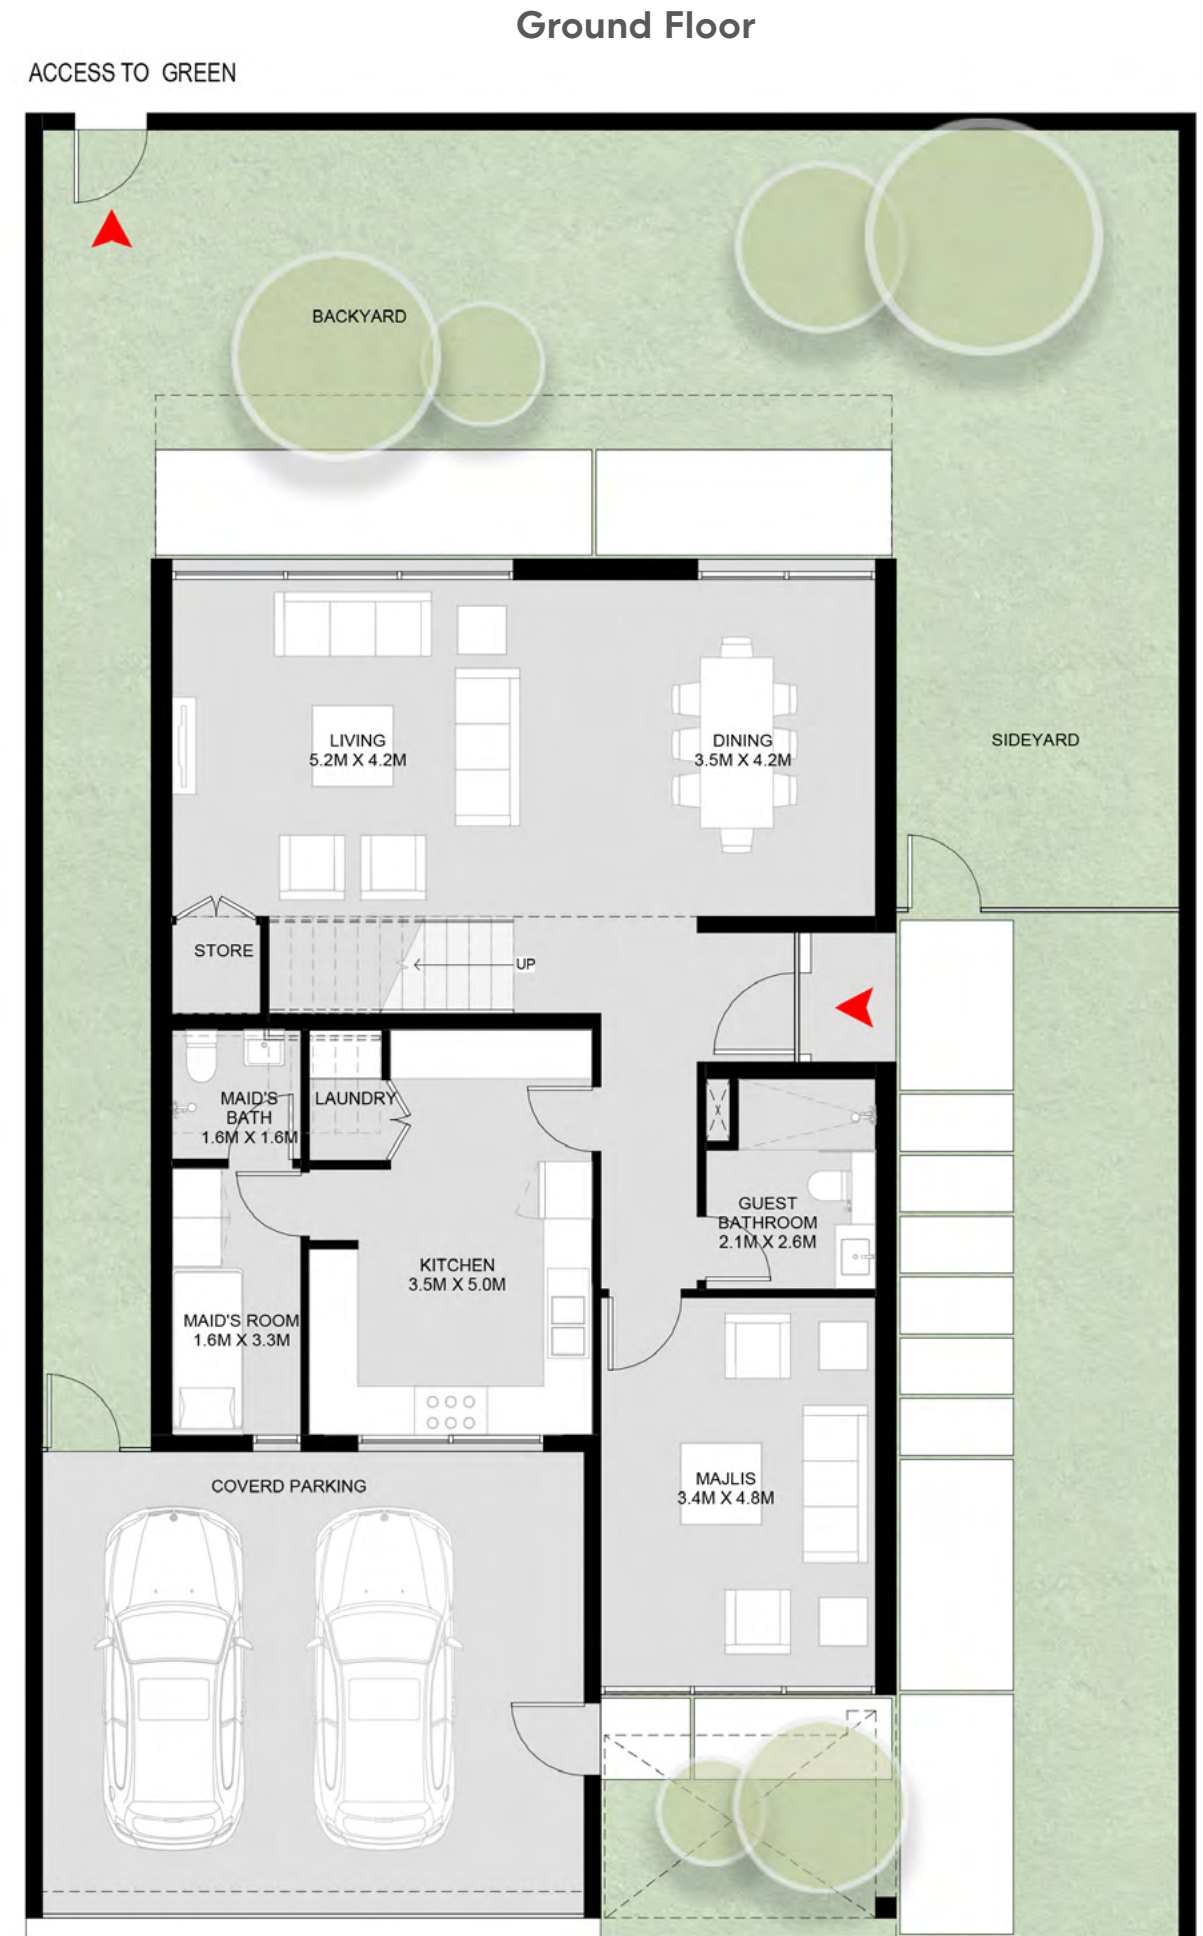 Ground Floor
ACCESS TO GREEN
BACKYARD
LIVING
5.2M X 4.2M
DINING
3.5M X 4.2M
SIDEYARD
STORE
UP
MAID'S
BATH
1.6M X 1.6M
LAUNDRY
GUEST
BATHROOM
2.1M X 2.6M
KITCHEN
3.5M X 5.0M
MAID'S ROOM
1.6M X 3.3M
MAJLIS
3.4M X 4.8M
COVERD PARKING